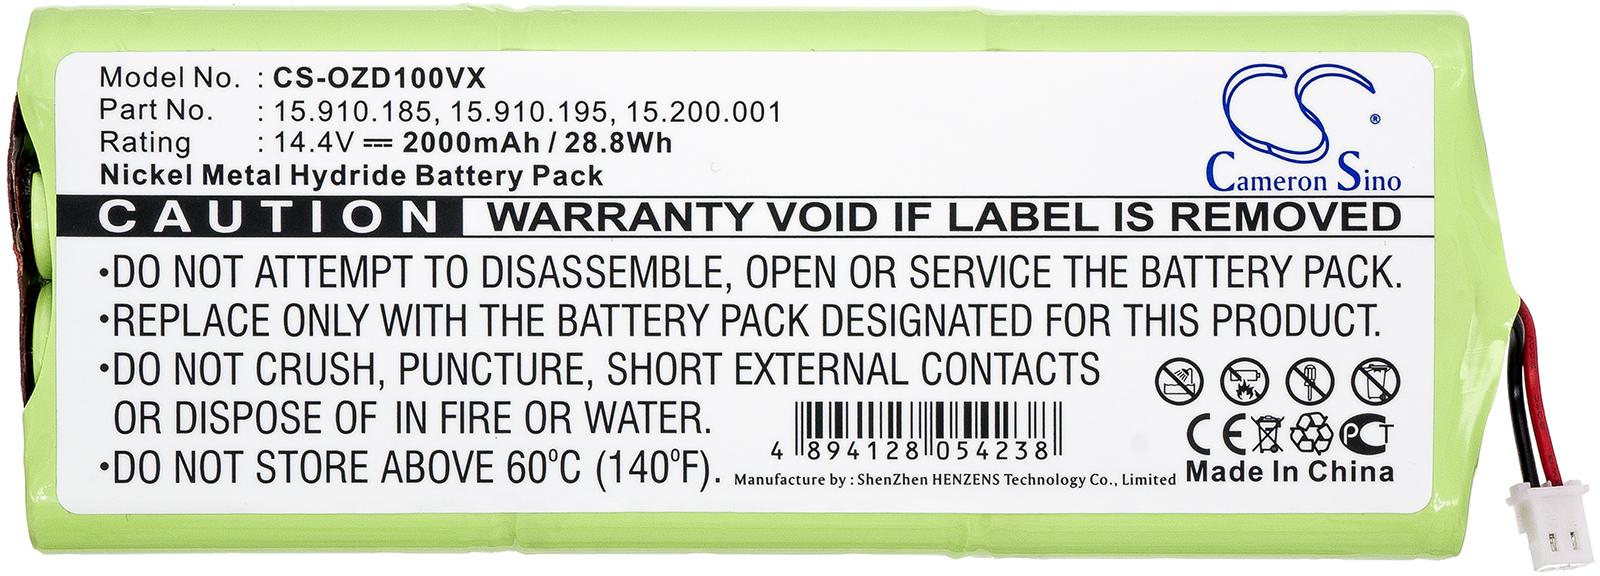 Model No. : CS-OZD100VX
Part No. : 15.910.185, 15.910.195, 15.200.001
Rating : 14.4V ⎓ 2000mAh / 28.8Wh
Nickel Metal Hydride Battery Pack
CS
®
Cameron Sino
CAUTION WARRANTY VOID IF LABEL IS REMOVED
•DO NOT ATTEMPT TO DISASSEMBLE, OPEN OR SERVICE THE BATTERY PACK.
•REPLACE ONLY WITH THE BATTERY PACK DESIGNATED FOR THIS PRODUCT.
•DO NOT CRUSH, PUNCTURE, SHORT EXTERNAL CONTACTS
OR DISPOSE OF IN FIRE OR WATER.
•DO NOT STORE ABOVE 60°C (140°F).
4 894128 054238
Manufacture by : ShenZhen HENZENS Technology Co., Limited
CE PCT
Made In China